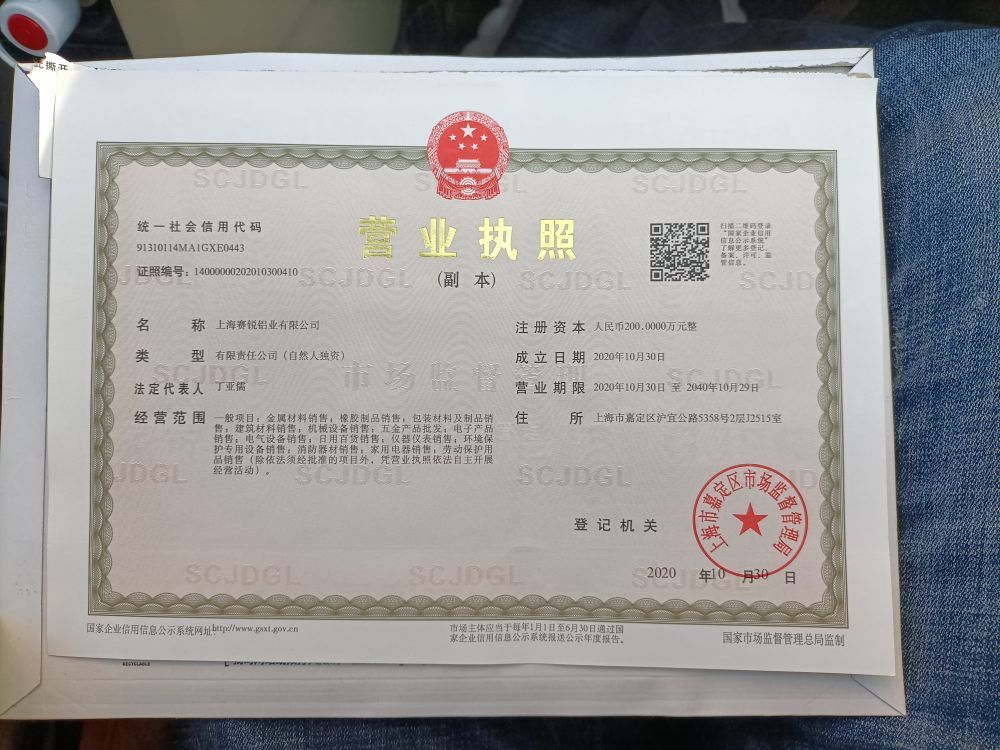 此撕开
统一社会信用代码
91310114MA1GXE0443
证照编号：14000000202010300410
营业执照
（副 本）
扫描二维码登录
“国家企业信用
信息公示系统”
了解更多登记、
备案、许可、监
管信息。
名 称 上海赛锐铝业有限公司
类 型 有限责任公司（自然人独资）
法定代表人 丁亚儒
经营范围 一般项目：金属材料销售；橡胶制品销售；包装材料及制品销
售；建筑材料销售；机械设备销售；五金产品批发；电子产品
销售；电气设备销售；日用百货销售；仪器仪表销售；环境保
护专用设备销售；消防器材销售；家用电器销售；劳动保护用
品销售（除依法须经批准的项目外，凭营业执照依法自主开展
经营活动）。
注册资本 人民币200.0000万元整
成立日期 2020年10月30日
营业期限 2020年10月30日 至 2040年10月29日
住 所 上海市嘉定区沪宜公路5358号2层J2515室
SCJDGL
市场监督管理
登记机关
上海市嘉定区市场监督管理局
2020 年10 月30 日
国家企业信用信息公示系统网址：http://www.gsxt.gov.cn
市场主体应当于每年1月1日至6月30日通过国
家企业信用信息公示系统报送公示年度报告。
国家市场监督管理总局监制
RECYCLABLE